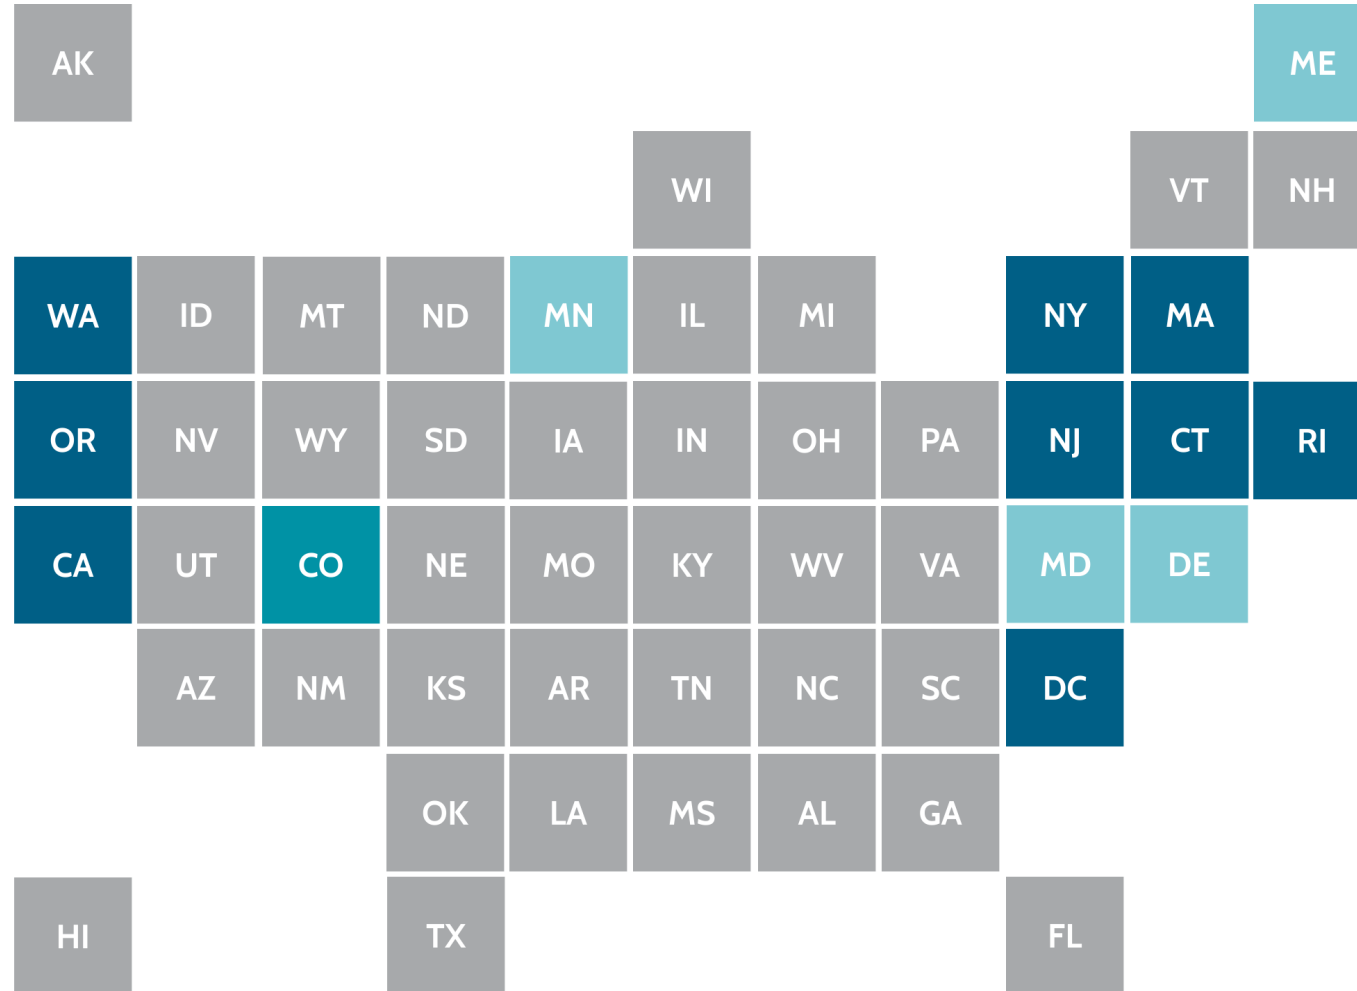 AK ME
WI VT NH
WA ID MT ND MN IL MI NY MA
OR NV WY SD IA IN OH PA NJ CT RI
CA UT CO NE MO KY WV VA MD DE
AZ NM KS AR TN NC SC DC
OK LA MS AL GA
HI TX FL